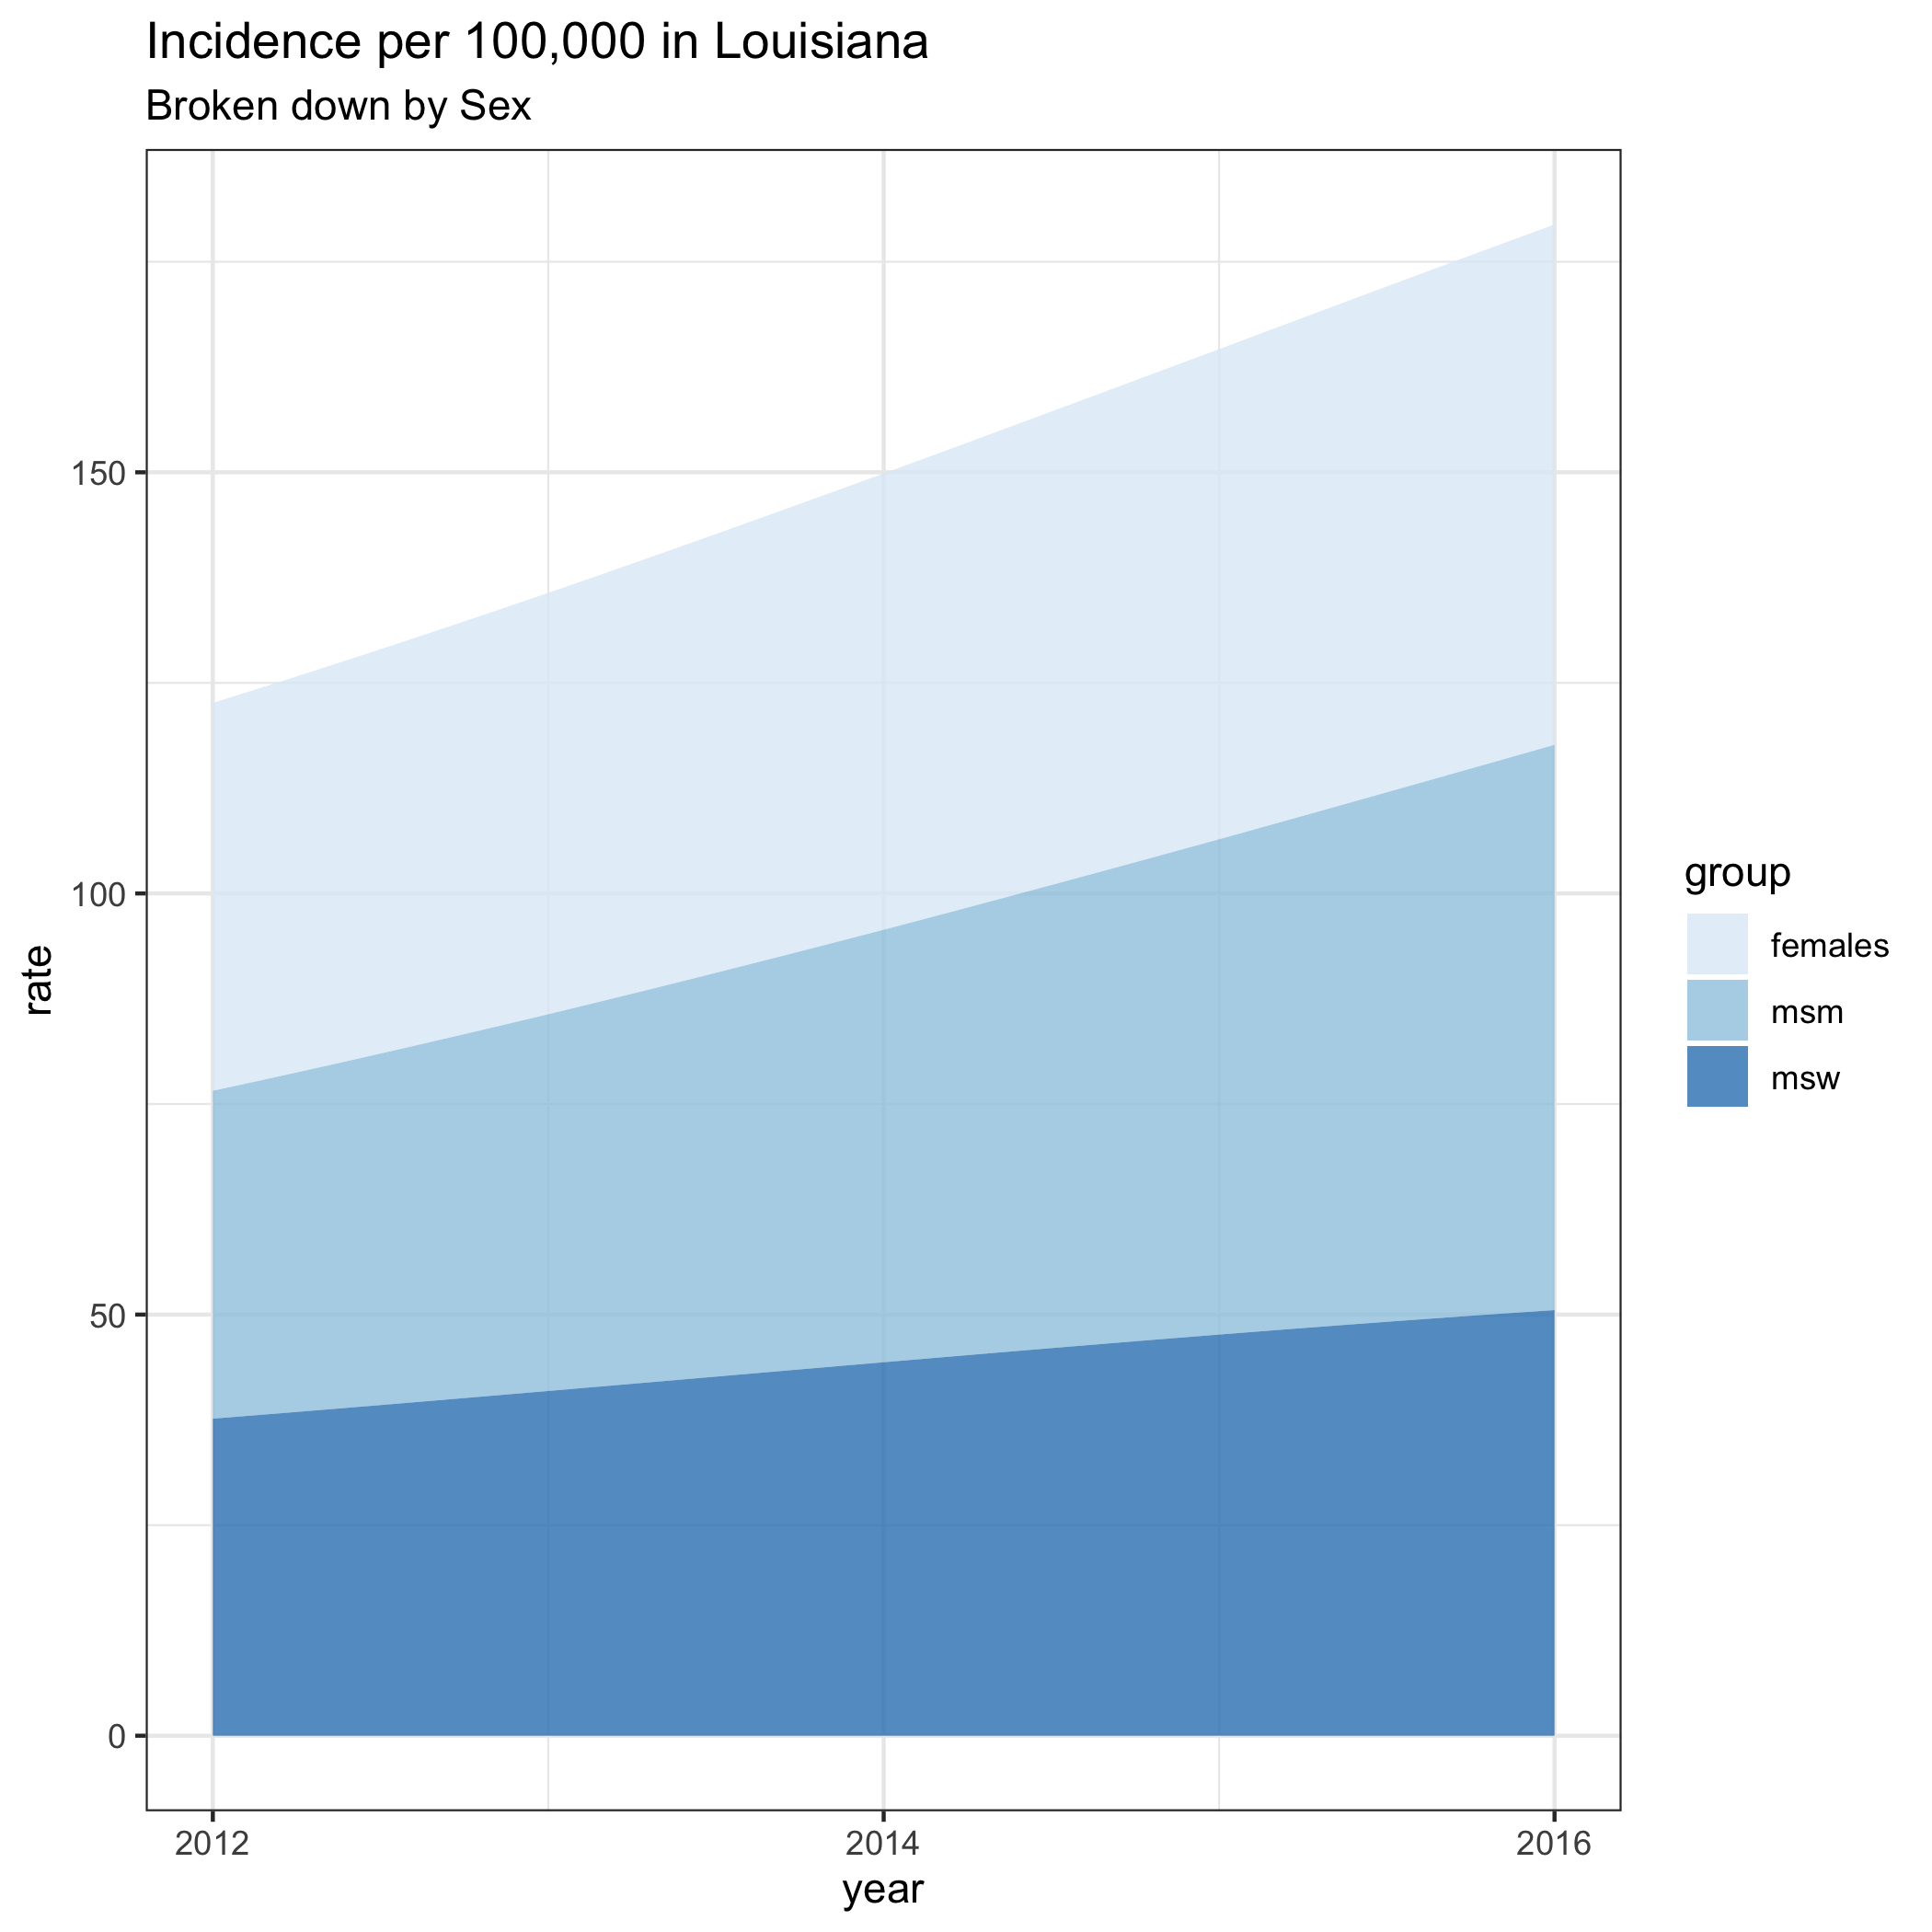 Incidence per 100,000 in Louisiana
Broken down by Sex
150
100
50
0
rate
2012
2014
2016
year
group
females
msm
msw